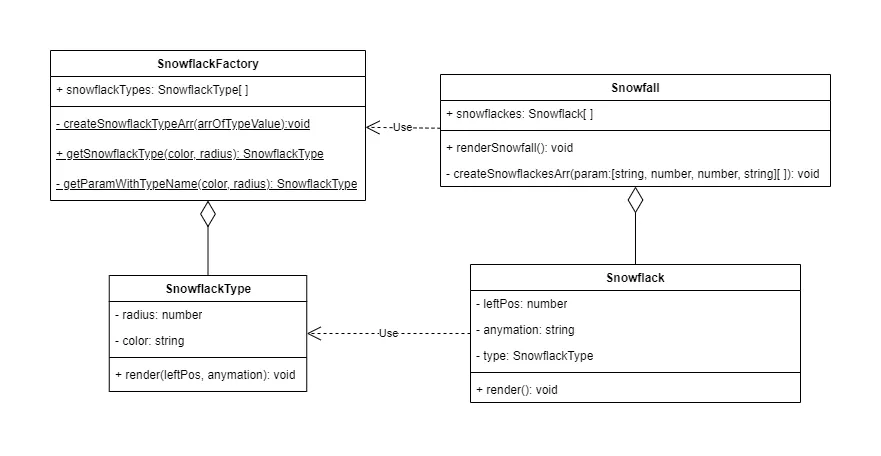 SnowflackFactory
+ snowflackTypes: SnowflackType[ ]
- createSnowflackTypeArr(arrOfTypeValue):void
+ getSnowflackType(color, radius): SnowflackType
- getParamWithTypeName(color, radius): SnowflackType
Use
Snowfall
+ snowflackes: Snowflack[ ]
+ renderSnowfall(): void
- createSnowflackesArr(param:[string, number, number, string][ ]): void
SnowflackType
- radius: number
- color: string
+ render(leftPos, anymation): void
Use
Snowflack
- leftPos: number
- anymation: string
- type: SnowflackType
+ render(): void